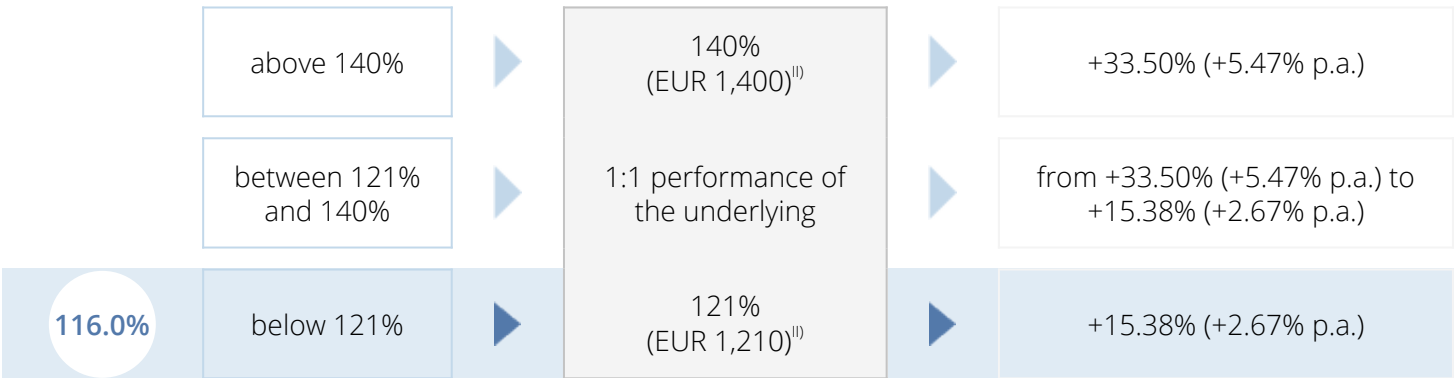 above 140%
140%
(EUR 1,400)II)
+33.50% (+5.47% p.a.)
between 121%
and 140%
1:1 performance of
the underlying
from +33.50% (+5.47% p.a.) to
+15.38% (+2.67% p.a.)
116.0%
below 121%
121%
(EUR 1,210)II)
+15.38% (+2.67% p.a.)